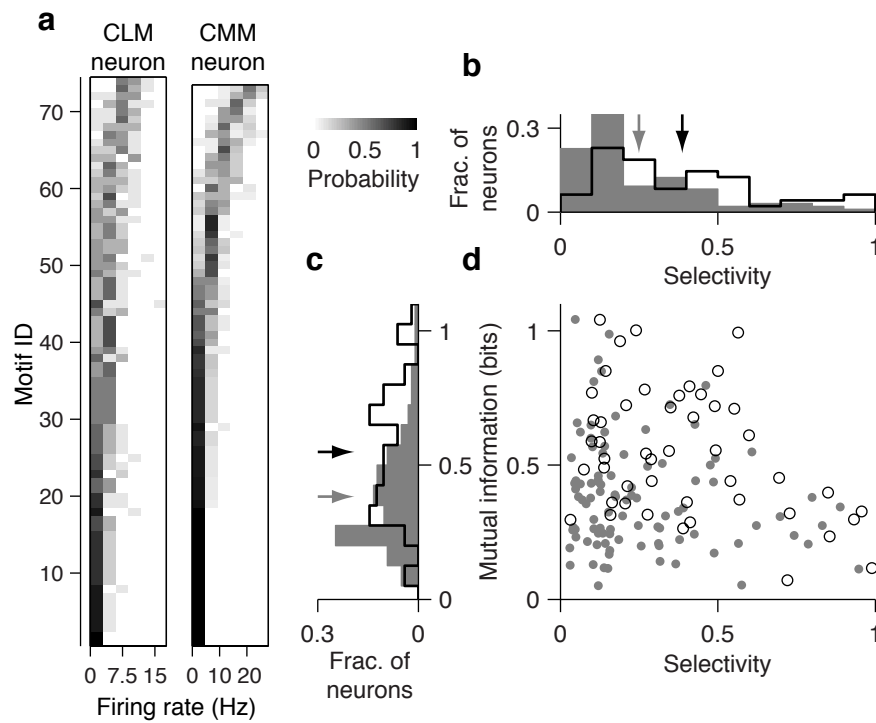 a
CLM
neuron
CMM
neuron
Motif ID
70
60
50
40
30
20
10
0 7.5 15
0 10 20
Firing rate (Hz)
0 0.5 1
Probability
b
Frac. of
neurons
0.3
0
0 0.5 1
Selectivity
c
1
0.5
0
0.3 0
Frac. of
neurons
d
Mutual information (bits)
1
0.5
0
0 0.5 1
Selectivity